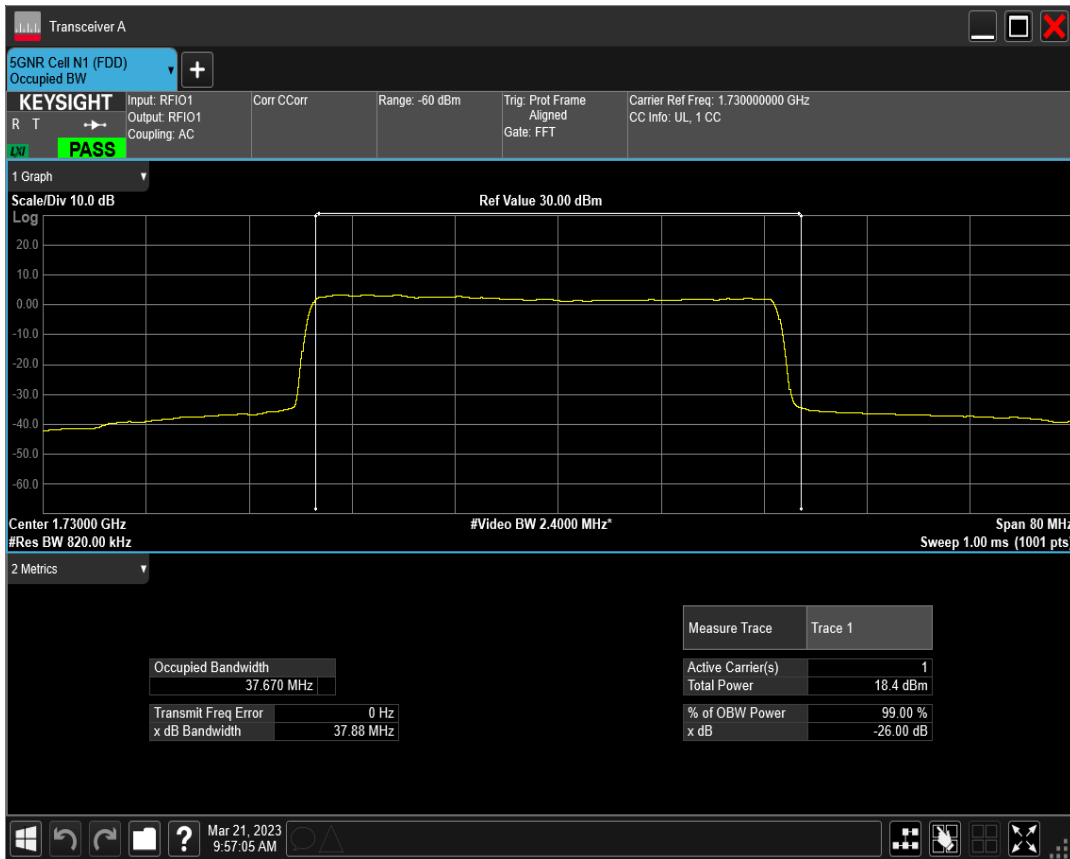 Transceiver A
5GNR Cell N1 (FDD)
Occupied BW
+
KEYSIGHT
R T
LXI
PASS
Input: RFIO1
Output: RFIO1
Coupling: AC
Corr CCorr
Range: -60 dBm
Trig: Prot Frame
Aligned
Gate: FFT
Carrier Ref Freq: 1.730000000 GHz
CC Info: UL, 1 CC
1 Graph
Scale/Div 10.0 dB
Ref Value 30.00 dBm
Log
20.0
10.0
0.00
-10.0
-20.0
-30.0
-40.0
-50.0
-60.0
Center 1.73000 GHz
#Video BW 2.4000 MHz*
Span 80 MHz
#Res BW 820.00 kHz
Sweep 1.00 ms (1001 pts)
2 Metrics
Measure Trace Trace 1
Occupied Bandwidth
37.670 MHz
Active Carrier(s) 1
Total Power 18.4 dBm
Transmit Freq Error 0 Hz
x dB Bandwidth 37.88 MHz
% of OBW Power 99.00 %
x dB -26.00 dB
?
Mar 21, 2023
9:57:05 AM